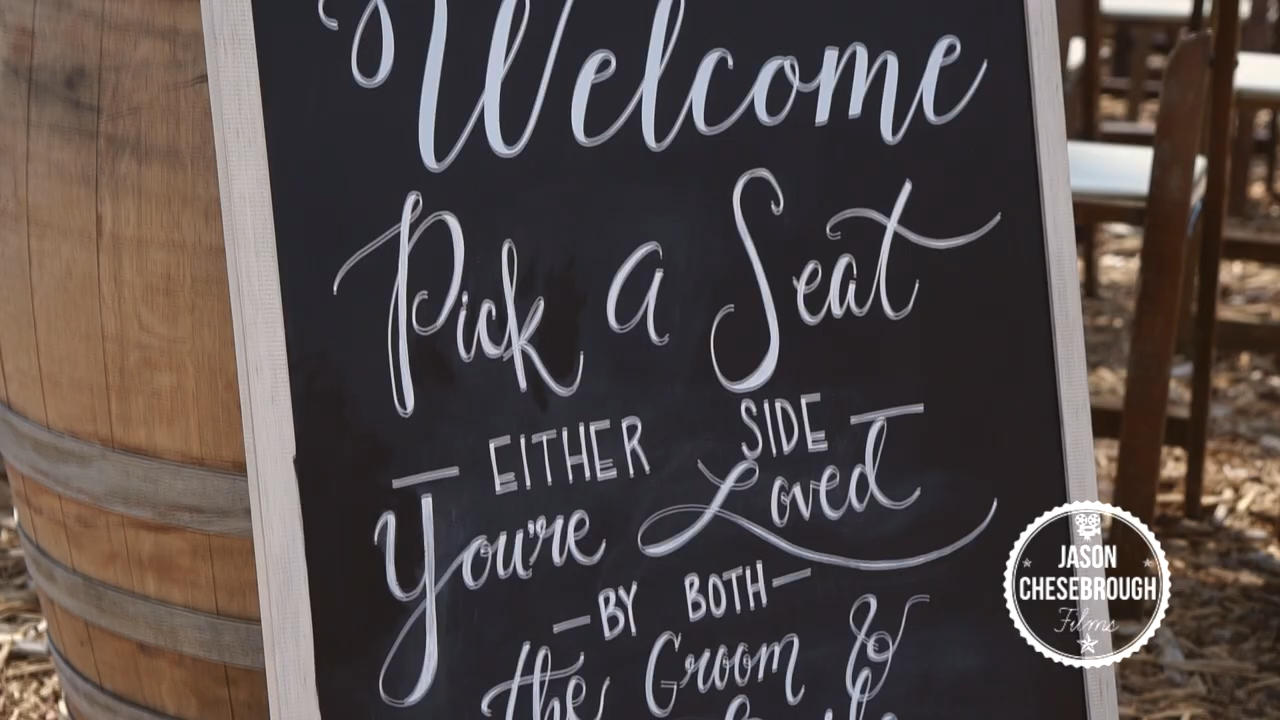 Welcome
Pick a Seat
EITHER SIDE
You're Loved
BY BOTH
the Groom &
JASON
CHESEBROUGH
Films